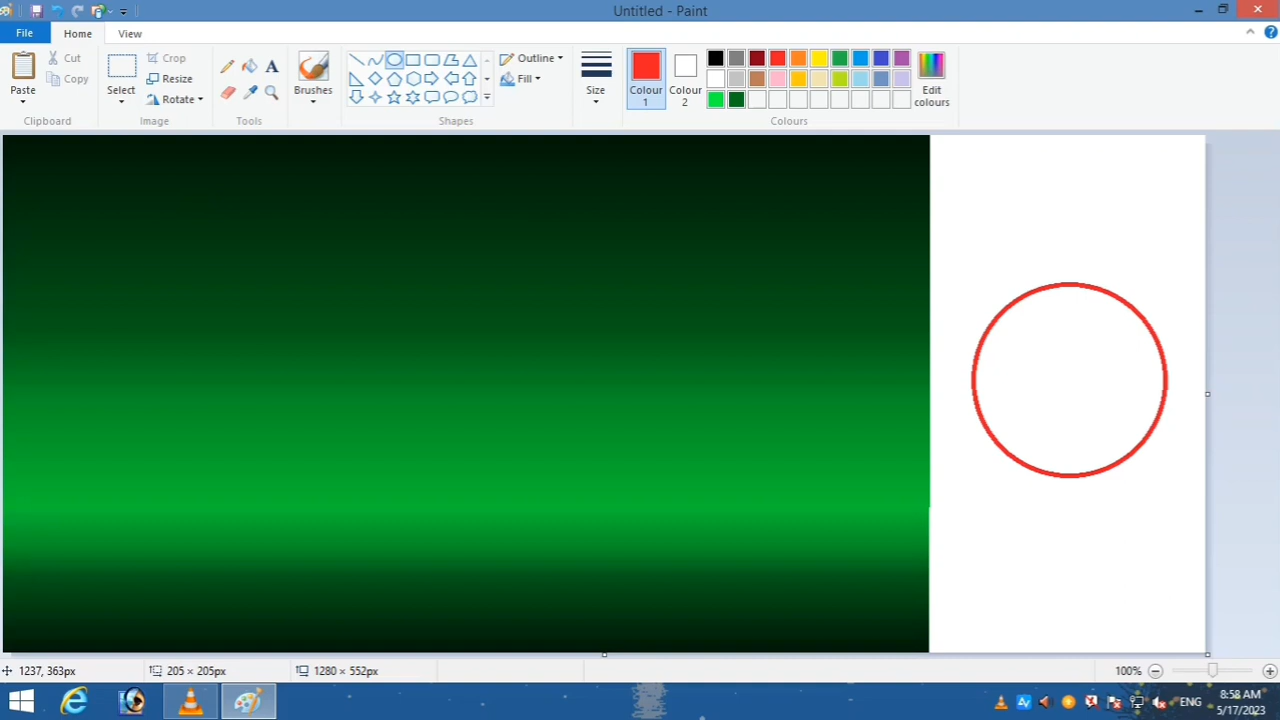 Untitled - Paint
File
Home
View
Paste
Cut
Copy
Clipboard
Select
Crop
Resize
Rotate
Image
A
Tools
Brushes
Outline
Fill
Shapes
Size
Colour
1
Colour
2
Edit
colours
Colours
1237, 363px
205 × 205px
1280 × 552px
100%
ENG
8:58 AM
5/17/2023